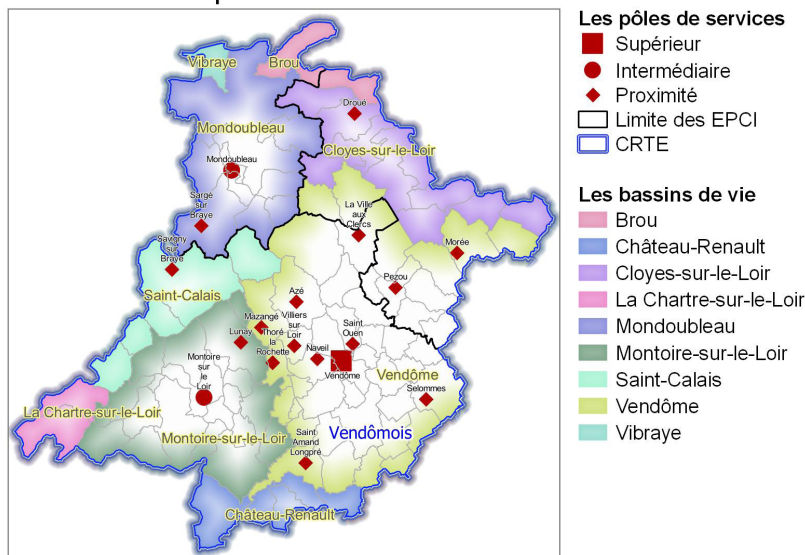 Les pôles de services
Supérieur
Intermédiaire
Proximité
Limite des EPCI
CRTE
Les bassins de vie
Brou
Château-Renault
Cloyes-sur-le-Loir
La Chartre-sur-le-Loir
Mondoubleau
Montoire-sur-le-Loir
Saint-Calais
Vendôme
Vibraye
Vibraye
Brou
Droué
Mondoubleau
Cloyes-sur-le-Loir
Mondoubleau
Sargé
sur
Braye
La Ville
aux
Clercs
Savigny
sur
Braye
Morée
Pezou
Saint-Calais
Azé
Mazangé
Villiers
sur
Loir
Lunay
Thoré
la
Rochette
Naveil
Saint
Ouen
Vendôme
Vendôme
Montoire
sur
le
Loir
Selommes
La Chartre-sur-le-Loir
Montoire-sur-le-Loir
Saint
Amand
Longpré
Vendômois
Château-Renault